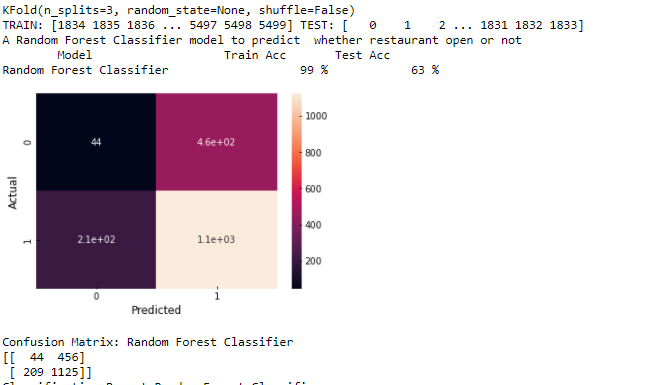 KFold(n_splits=3, random_state=None, shuffle=False)
TRAIN: [1834 1835 1836 ... 5497 5498 5499] TEST: [   0    1    2 ... 1831 1832 1833]
A Random Forest Classifier model to predict  whether restaurant open or not
Model Train Acc Test Acc
Random Forest Classifier 99 % 63 %
1000
0 44 4.6e+02
800
Actual
600
400
1 2.1e+02 1.1e+03
200
0 1
Predicted
Confusion Matrix: Random Forest Classifier
[[  44  456]
[ 209 1125]]